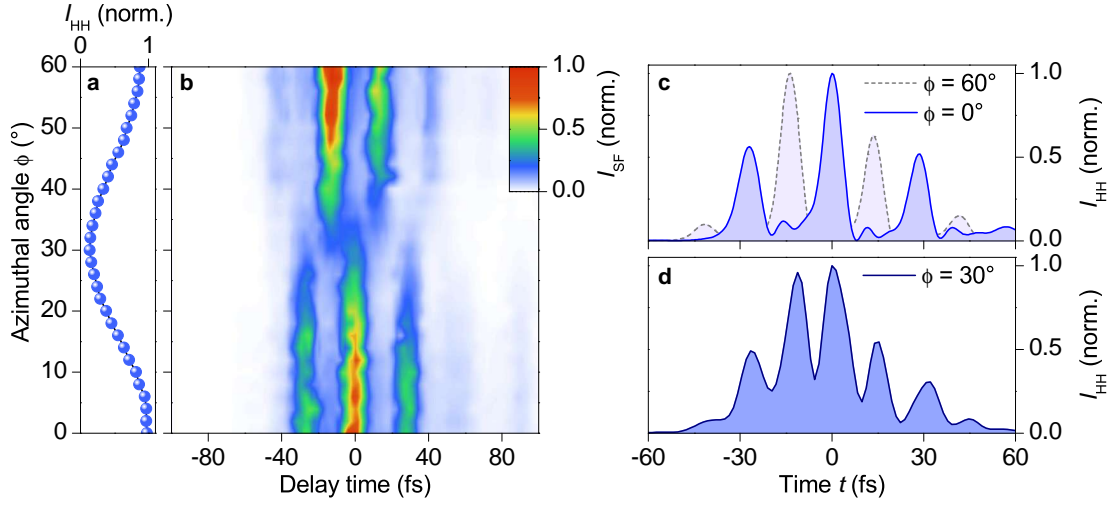 I_HH (norm.)
0 1
a
b
60
50
40
30
20
10
0
Azimuthal angle ϕ (°)
-80 -40 0 40 80
Delay time (fs)
1.0
0.5
0.0
I_SF (norm.)
c
ϕ = 60°
ϕ = 0°
1.0
0.5
0.0
I_HH (norm.)
d
ϕ = 30°
1.0
0.5
0.0
I_HH (norm.)
-60 -30 0 30 60
Time t (fs)